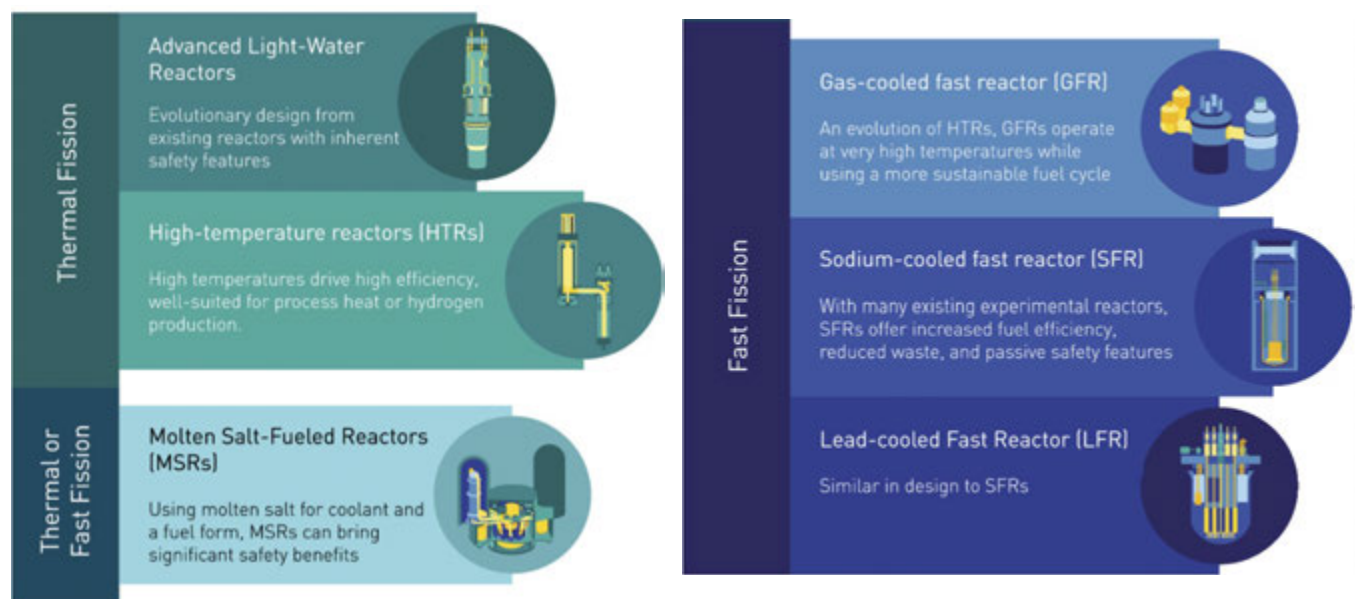 Thermal Fission
Advanced Light-Water
Reactors
Evolutionary design from
existing reactors with inherent
safety features
High-temperature reactors (HTRs)
High temperatures drive high efficiency,
well-suited for process heat or hydrogen
production.
Thermal or
Fast Fission
Molten Salt-Fueled Reactors
(MSRs)
Using molten salt for coolant and
a fuel form, MSRs can bring
significant safety benefits
Fast Fission
Gas-cooled fast reactor (GFR)
An evolution of HTRs, GFRs operate
at very high temperatures while
using a more sustainable fuel cycle
Sodium-cooled fast reactor (SFR)
With many existing experimental reactors,
SFRs offer increased fuel efficiency,
reduced waste, and passive safety features
Lead-cooled Fast Reactor (LFR)
Similar in design to SFRs